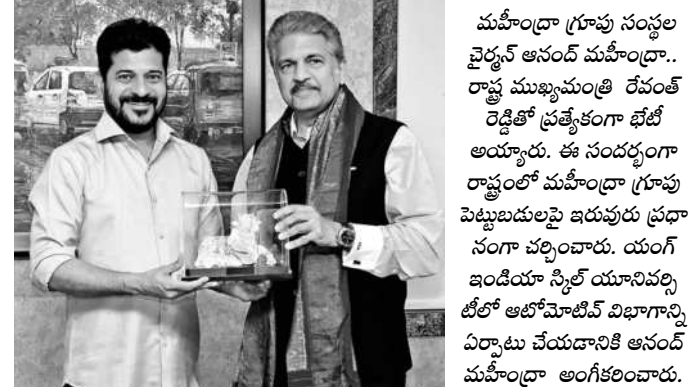 మహీంద్రా గ్రూపు సంస్థల
చైర్మన్ ఆనంద్ మహీంద్రా..
రాష్ట్ర ముఖ్యమంత్రి రేవంత్
రెడ్డితో ప్రత్యేకంగా భేటీ
అయ్యారు. ఈ సందర్భంగా
రాష్ట్రంలో మహీంద్రా గ్రూపు
పెట్టుబడులపై ఇరువురు ప్రధా
నంగా చర్చించారు. యంగ్
ఇండియా స్కిల్ యూనివర్సి
టీలో ఆటోమోటివ్ విభాగాన్ని
ఏర్పాటు చేయడానికి ఆనంద్
మహీంద్రా అంగీకరించారు.